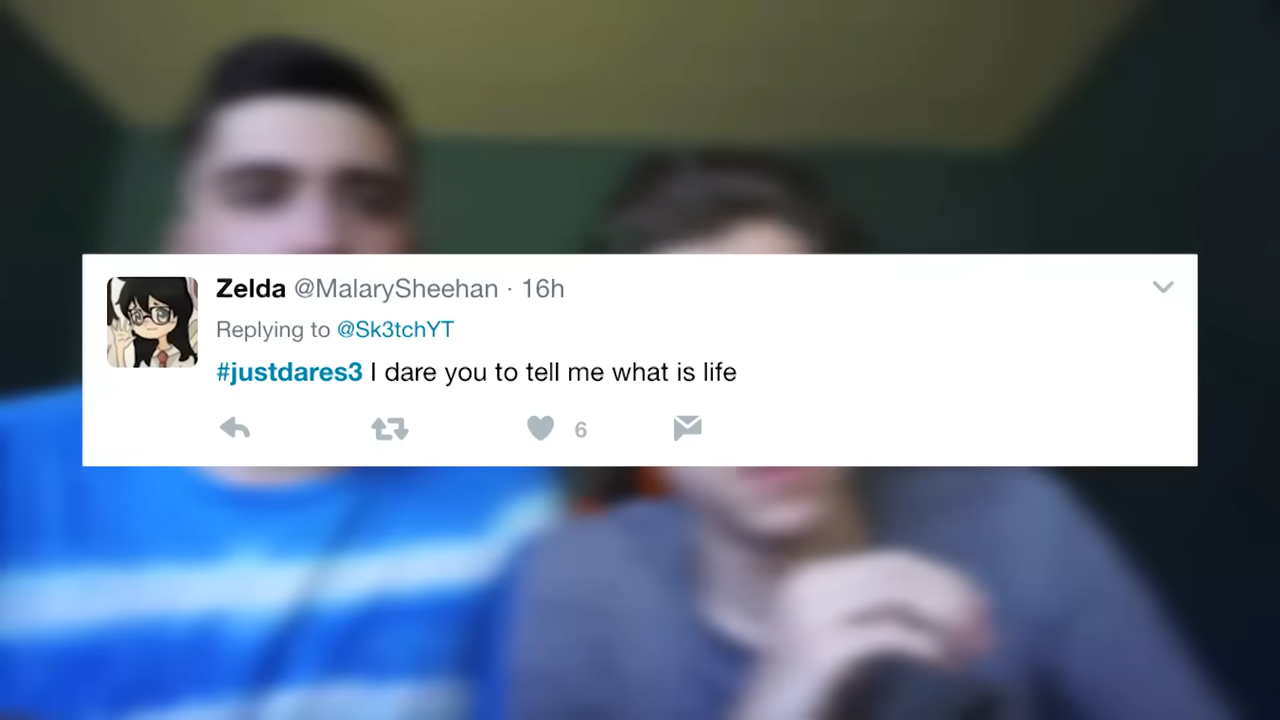 Zelda @MalarySheehan · 16h
Replying to @Sk3tchYT
#justdares3 I dare you to tell me what is life
6